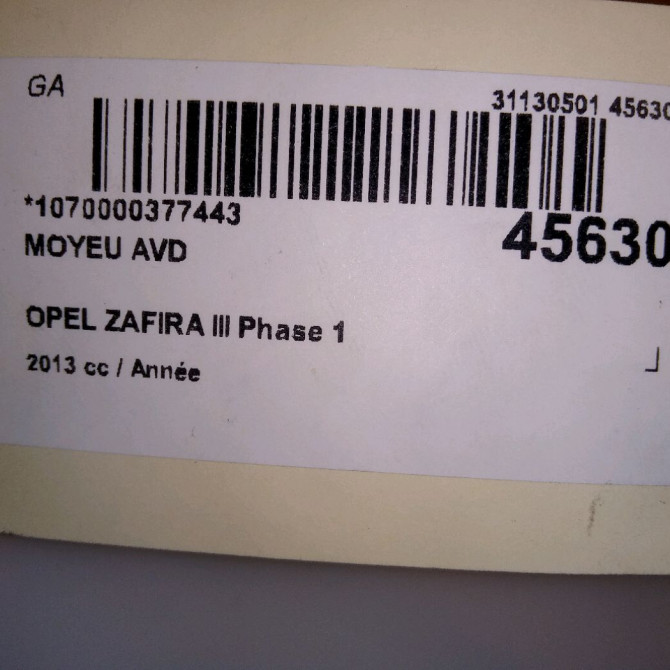 GA
31130501 45630
*1070000377443
45630
MOYEU AVD
OPEL ZAFIRA III Phase 1
2013 cc / Année